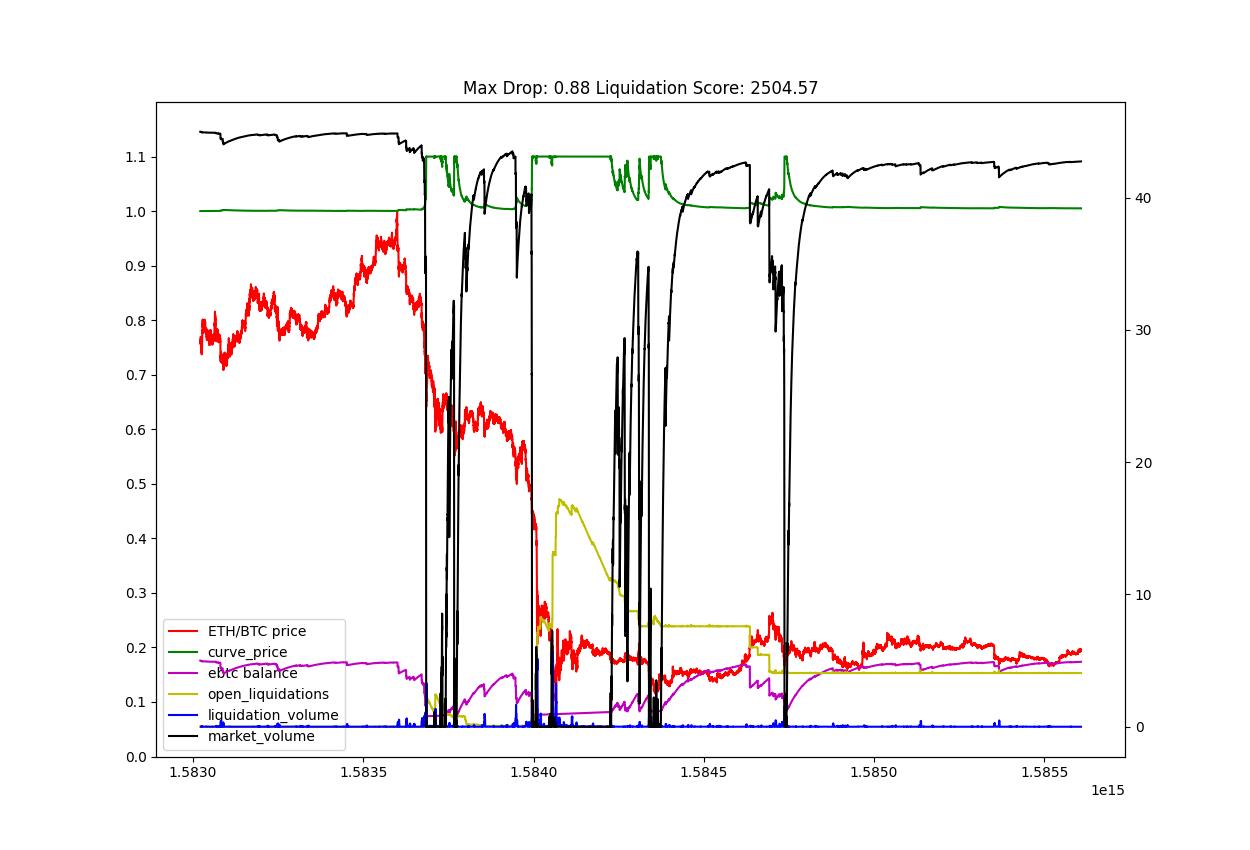 Max Drop: 0.88 Liquidation Score: 2504.57
1.1
1.0
0.9
0.8
0.7
0.6
0.5
0.4
0.3
0.2
0.1
0.0
40
30
20
10
0
ETH/BTC price
curve_price
ebtc balance
open_liquidations
liquidation_volume
market_volume
1.5830 1.5835 1.5840 1.5845 1.5850 1.5855
1e15